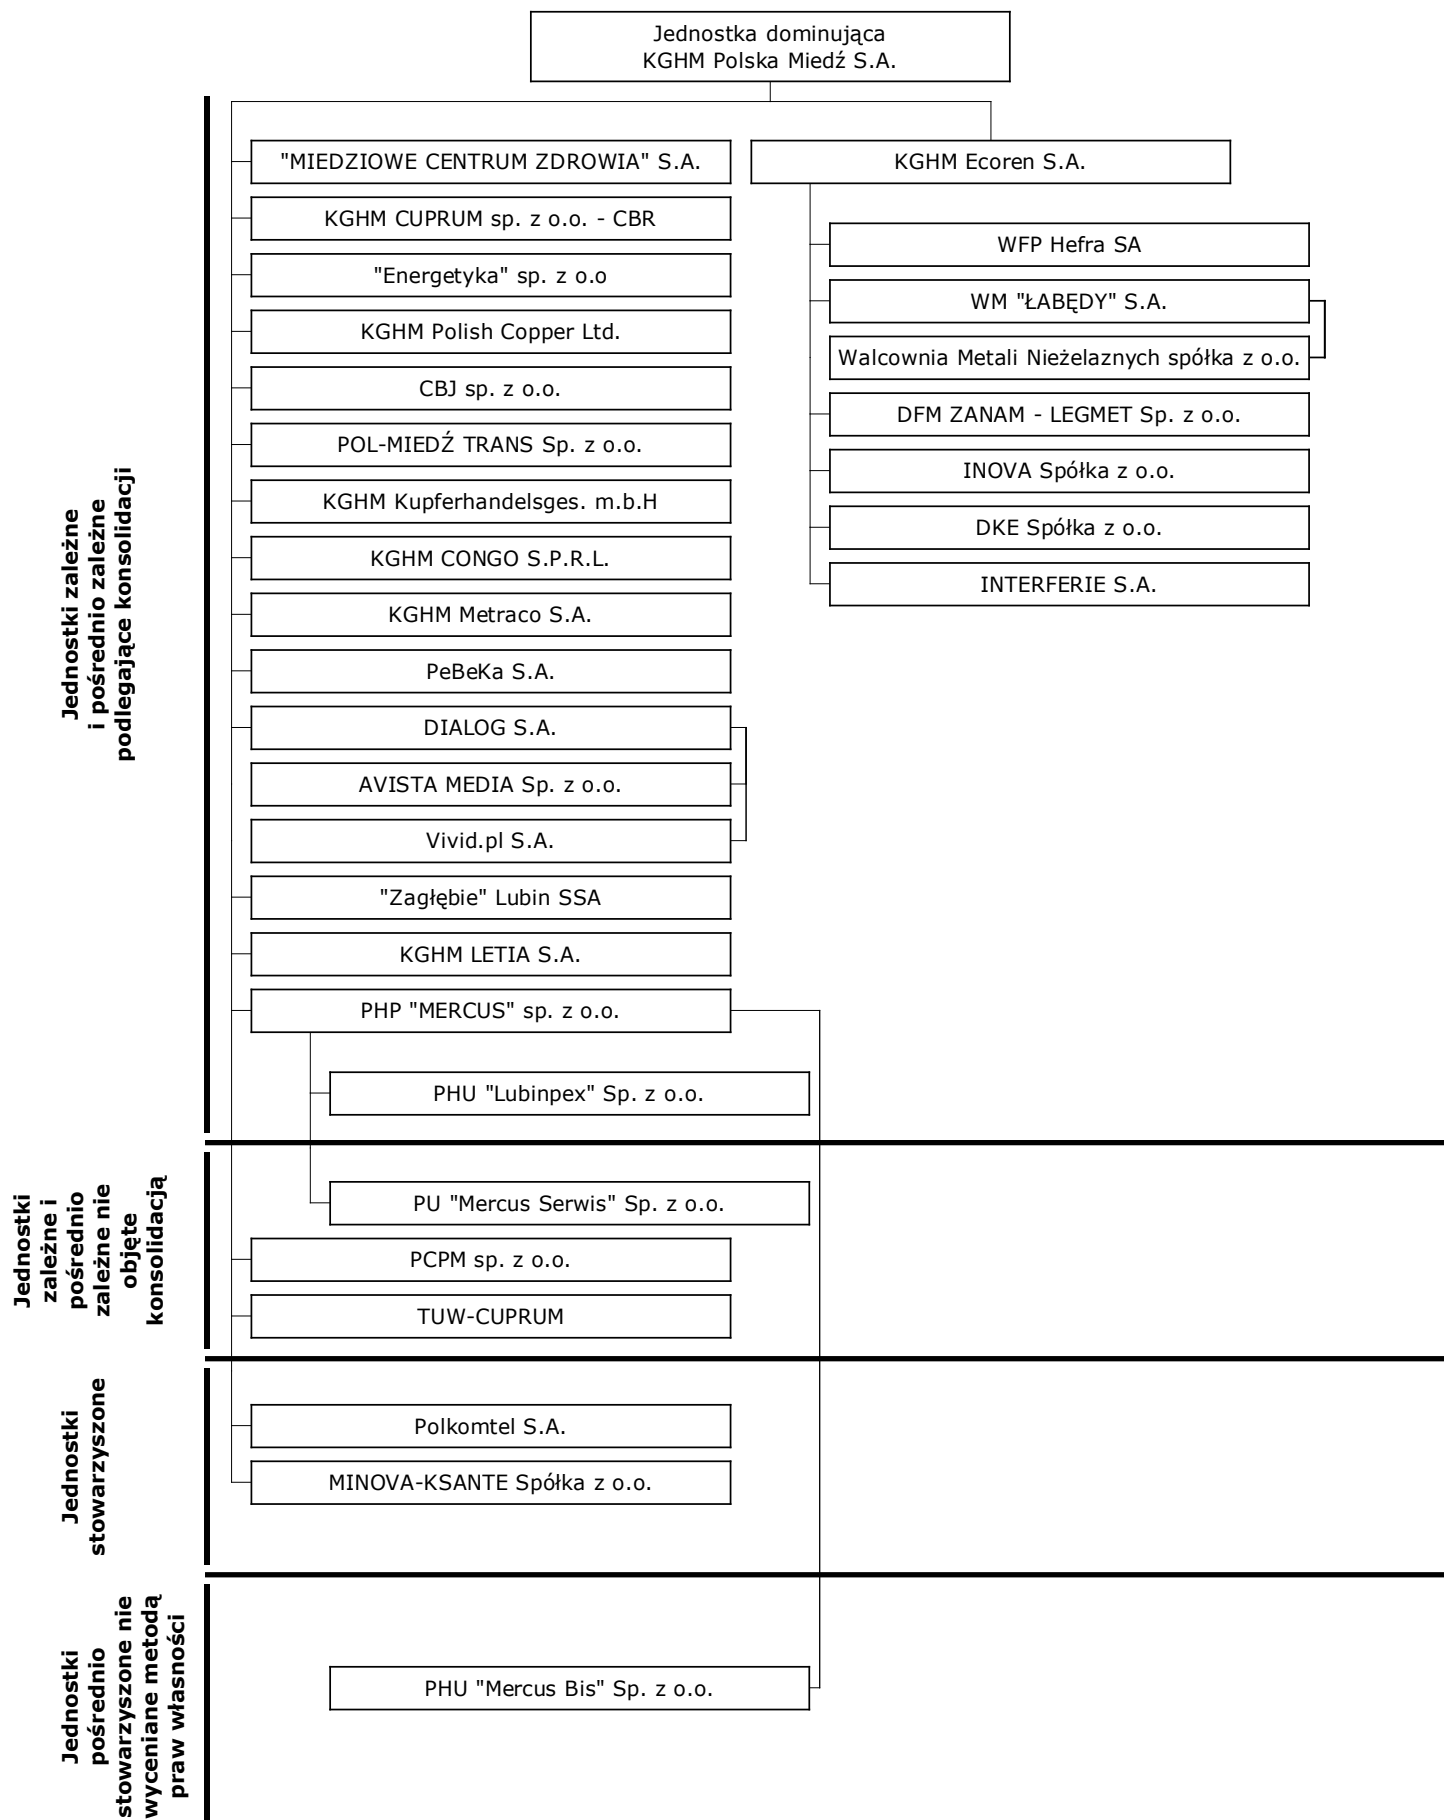 Jednostka dominująca
KGHM Polska Miedź S.A.
Jednostki zależne
i pośrednio zależne
podlegające konsolidacji
"MIEDZIOWE CENTRUM ZDROWIA" S.A.
KGHM CUPRUM sp. z o.o. - CBR
"Energetyka" sp. z o.o
KGHM Polish Copper Ltd.
CBJ sp. z o.o.
POL-MIEDŹ TRANS Sp. z o.o.
KGHM Kupferhandelsges. m.b.H
KGHM CONGO S.P.R.L.
KGHM Metraco S.A.
PeBeKa S.A.
DIALOG S.A.
AVISTA MEDIA Sp. z o.o.
Vivid.pl S.A.
"Zagłębie" Lubin SSA
KGHM LETIA S.A.
PHP "MERCUS" sp. z o.o.
PHU "Lubinpex" Sp. z o.o.
KGHM Ecoren S.A.
WFP Hefra SA
WM "ŁABĘDY" S.A.
Walcownia Metali Nieżelaznych spółka z o.o.
DFM ZANAM - LEGMET Sp. z o.o.
INOVA Spółka z o.o.
DKE Spółka z o.o.
INTERFERIE S.A.
Jednostki
zależne i
pośrednio
zależne nie
objęte
konsolidacją
PU "Mercus Serwis" Sp. z o.o.
PCPM sp. z o.o.
TUW-CUPRUM
Jednostki
stowarzyszone
Polkomtel S.A.
MINOVA-KSANTE Spółka z o.o.
Jednostki
pośrednio
stowarzyszone nie
wyceniane metodą
praw własności
PHU "Mercus Bis" Sp. z o.o.